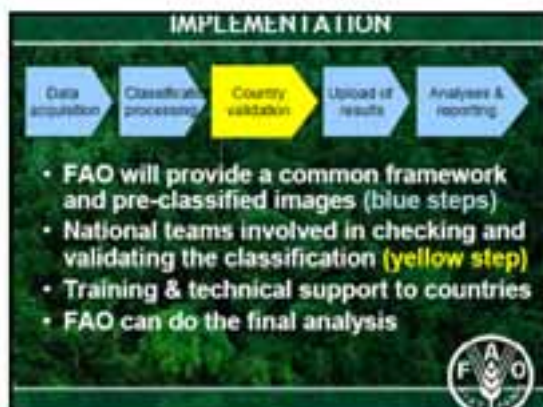 IMPLEMENTATION
Data acquisition
Classificati processing
Country validation
Upload of results
Analyses & reporting
• FAO will provide a common framework
and pre-classified images (blue steps)
• National teams involved in checking and
validating the classification (yellow step)
• Training & technical support to countries
• FAO can do the final analysis
F A O